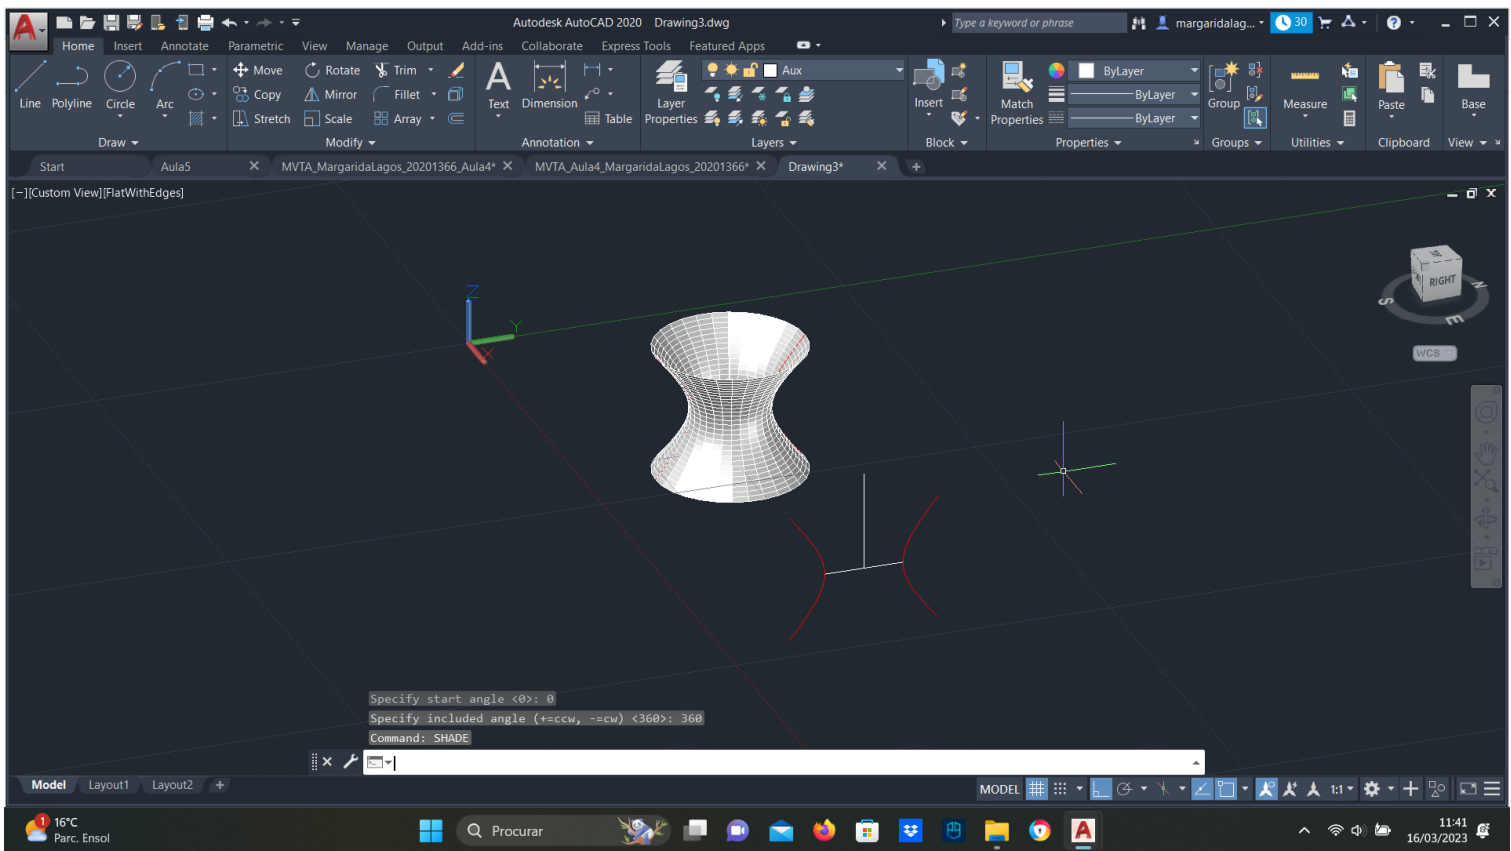 Autodesk AutoCAD 2020 Drawing3.dwg
Type a keyword or phrase
margaridalag...
30
Home Insert Annotate Parametric View Manage Output Add-ins Collaborate Express Tools Featured Apps
Line Polyline Circle Arc
Move Rotate Trim
Copy Mirror Fillet
Stretch Scale Array
Text Dimension
Table
Layer Properties
Aux
Insert
Match Properties
ByLayer
ByLayer
ByLayer
Group
Measure
Paste
Base
Draw Modify Annotation Layers Block Properties Groups Utilities Clipboard View
Start Aula5 MVTA_MargaridaLagos_20201366_Aula4* MVTA_Aula4_MargaridaLagos_20201366* Drawing3*
[−][Custom View][FlatWithEdges]
Z
Y
X
RIGHT
N
S
E
WCS
Specify start angle <0>: 0
Specify included angle (+=ccw, -=cw) <360>: 360
Command: SHADE
Model Layout1 Layout2
MODEL
1:1
1
16°C
Parc. Ensol
Procurar
11:41
16/03/2023